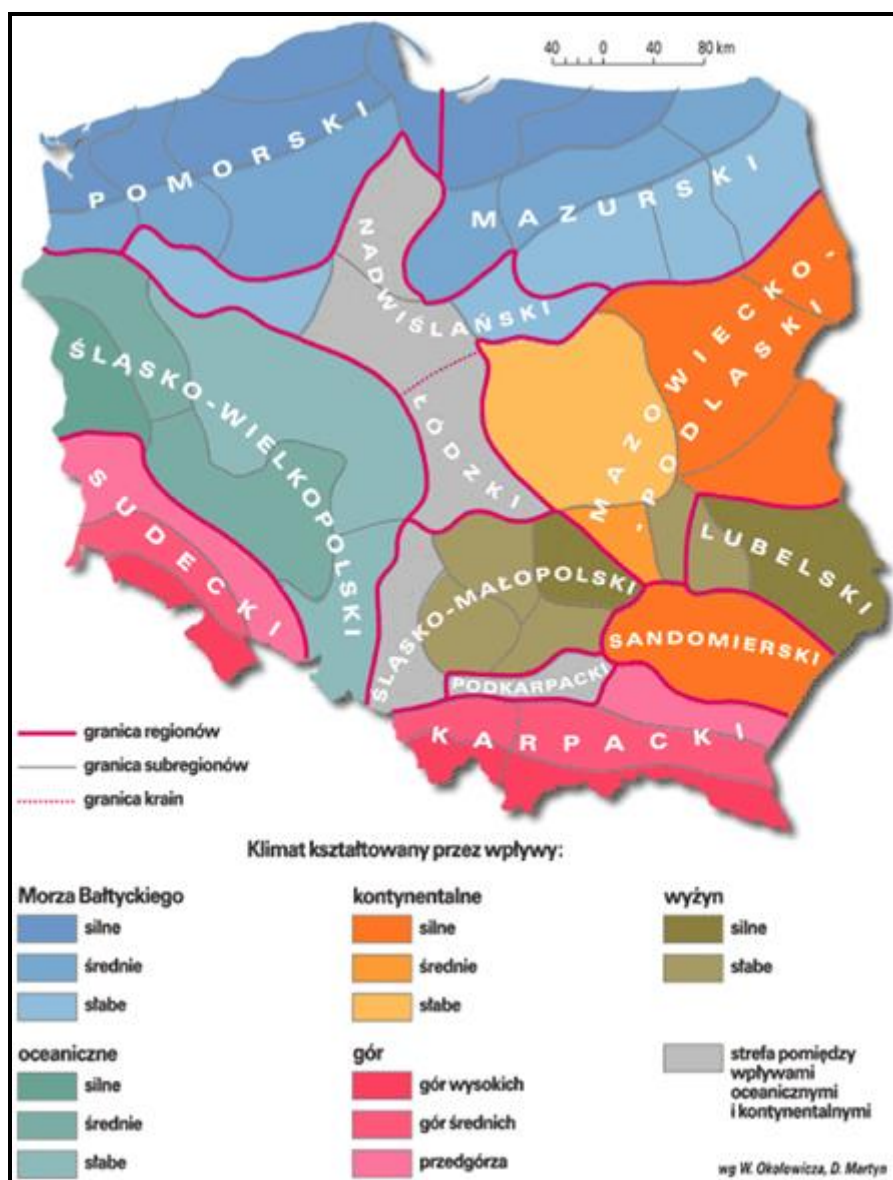 40 0 40 80 km
POMORSKI
MAZURSKI
NADWIŚLAŃSKI
MAZOWIECKO-
-PODLASKI
ŚLĄSKO-WIELKOPOLSKI
ŁÓDZKI
SUDECKI
LUBELSKI
ŚLĄSKO-MAŁOPOLSKI
SANDOMIERSKI
PODKARPACKI
KARPACKI
granica regionów
granica subregionów
granica krain
Klimat kształtowany przez wpływy:
Morza Bałtyckiego
silne
średnie
słabe
kontynentalne
silne
średnie
słabe
wyżyn
silne
słabe
oceaniczne
silne
średnie
słabe
gór
gór wysokich
gór średnich
przedgórza
strefa pomiędzy
wpływami
oceanicznymi
i kontynentalnymi
wg W. Okołowicza, D. Martyn